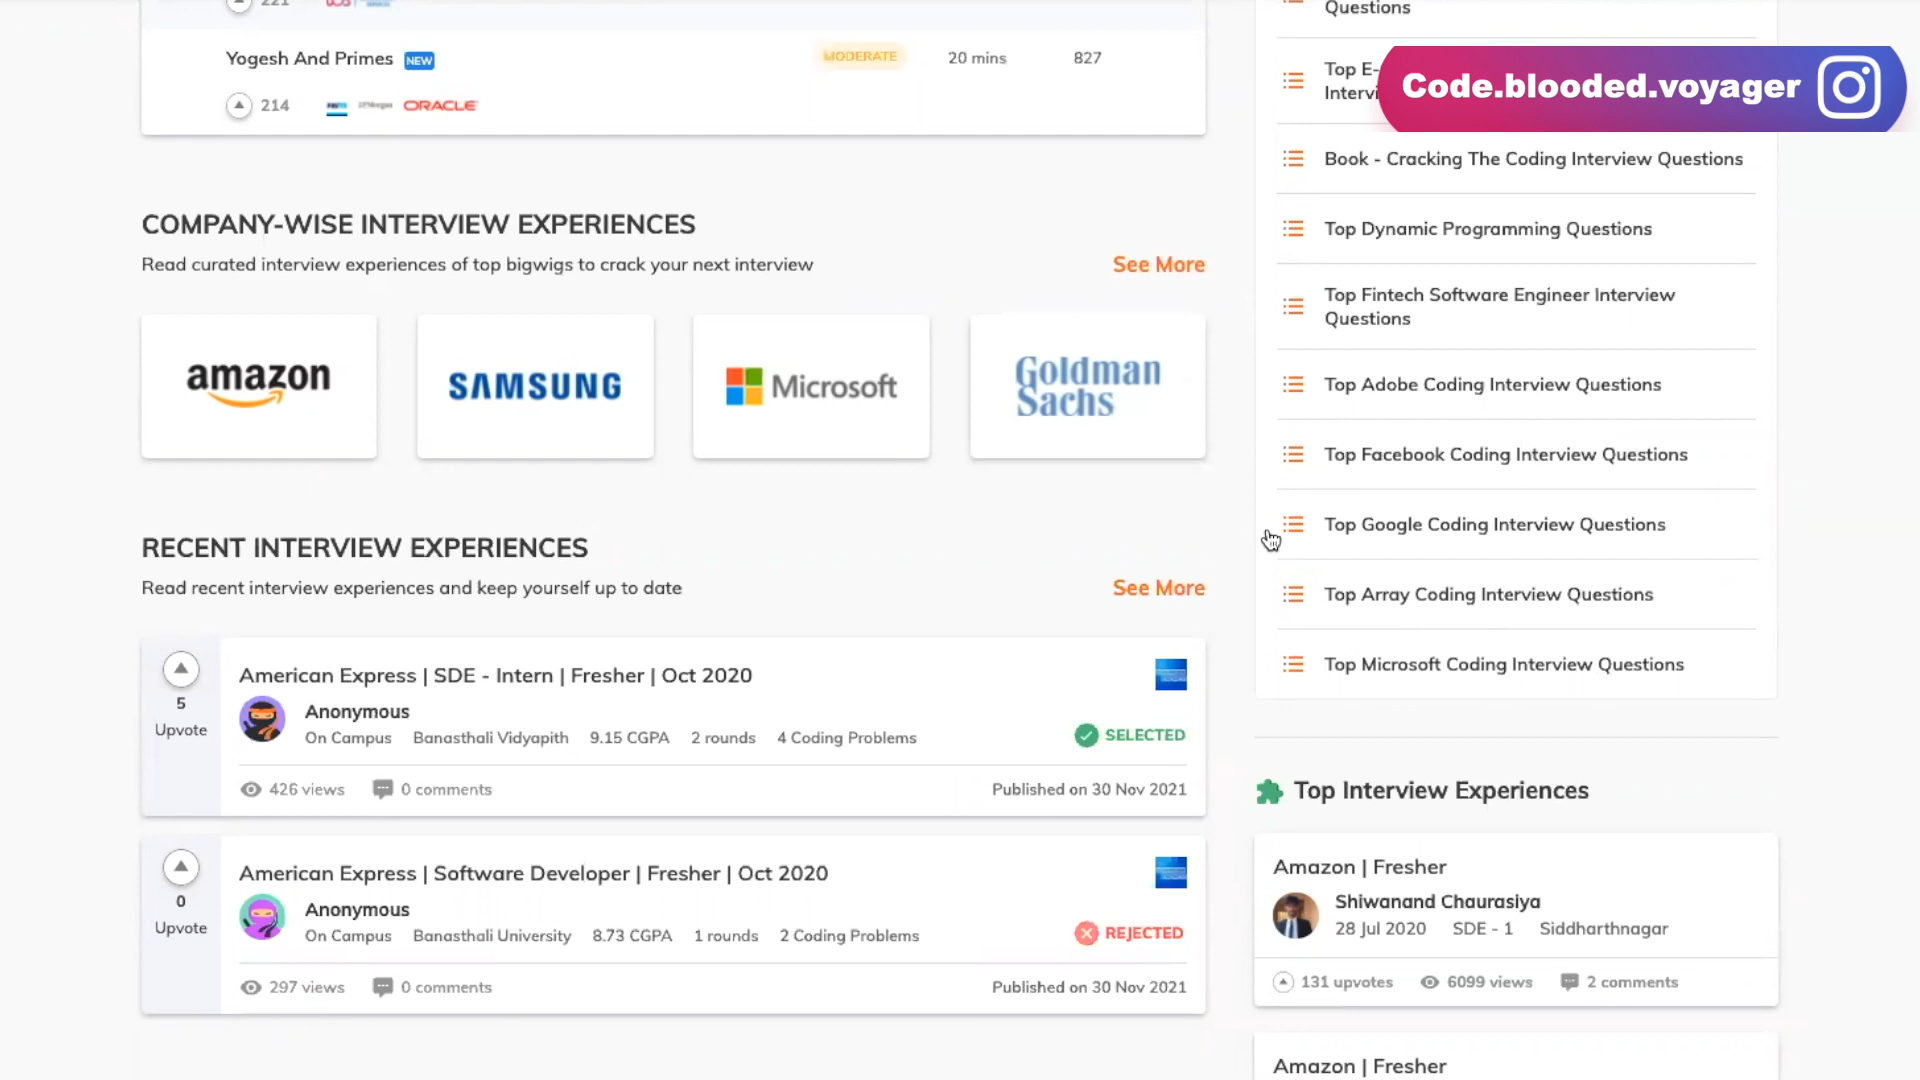 221
Yogesh And Primes NEW MODERATE 20 mins 827
214 ORACLE
COMPANY-WISE INTERVIEW EXPERIENCES
Read curated interview experiences of top bigwigs to crack your next interview See More
amazon SAMSUNG Microsoft Goldman Sachs
RECENT INTERVIEW EXPERIENCES
Read recent interview experiences and keep yourself up to date See More
American Express | SDE - Intern | Fresher | Oct 2020
5
Upvote
Anonymous
On Campus Banasthali Vidyapith 9.15 CGPA 2 rounds 4 Coding Problems SELECTED
426 views 0 comments Published on 30 Nov 2021
American Express | Software Developer | Fresher | Oct 2020
0
Upvote
Anonymous
On Campus Banasthali University 8.73 CGPA 1 rounds 2 Coding Problems REJECTED
297 views 0 comments Published on 30 Nov 2021
Questions
Top E-
Intervi
Code.blooded.voyager
Book - Cracking The Coding Interview Questions
Top Dynamic Programming Questions
Top Fintech Software Engineer Interview
Questions
Top Adobe Coding Interview Questions
Top Facebook Coding Interview Questions
Top Google Coding Interview Questions
Top Array Coding Interview Questions
Top Microsoft Coding Interview Questions
Top Interview Experiences
Amazon | Fresher
Shiwanand Chaurasiya
28 Jul 2020 SDE - 1 Siddharthnagar
131 upvotes 6099 views 2 comments
Amazon | Fresher